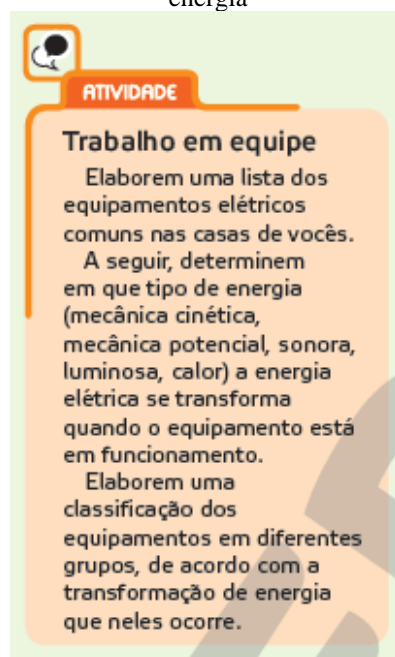 energia
ATIVIDADE
Trabalho em equipe
Elaborem uma lista dos
equipamentos elétricos
comuns nas casas de vocês.
A seguir, determinem
em que tipo de energia
(mecânica cinética,
mecânica potencial, sonora,
luminosa, calor) a energia
elétrica se transforma
quando o equipamento está
em funcionamento.
Elaborem uma
classificação dos
equipamentos em diferentes
grupos, de acordo com a
transformação de energia
que neles ocorre.